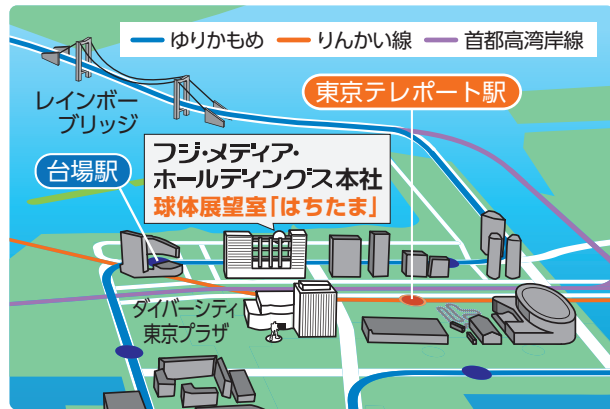 ゆりかもめ りんかい線 首都高湾岸線
レインボー
ブリッジ
東京テレポート駅
台場駅
フジ・メディア・
ホールディングス本社
球体展望室「はちたま」
ダイバーシティ
東京プラザ